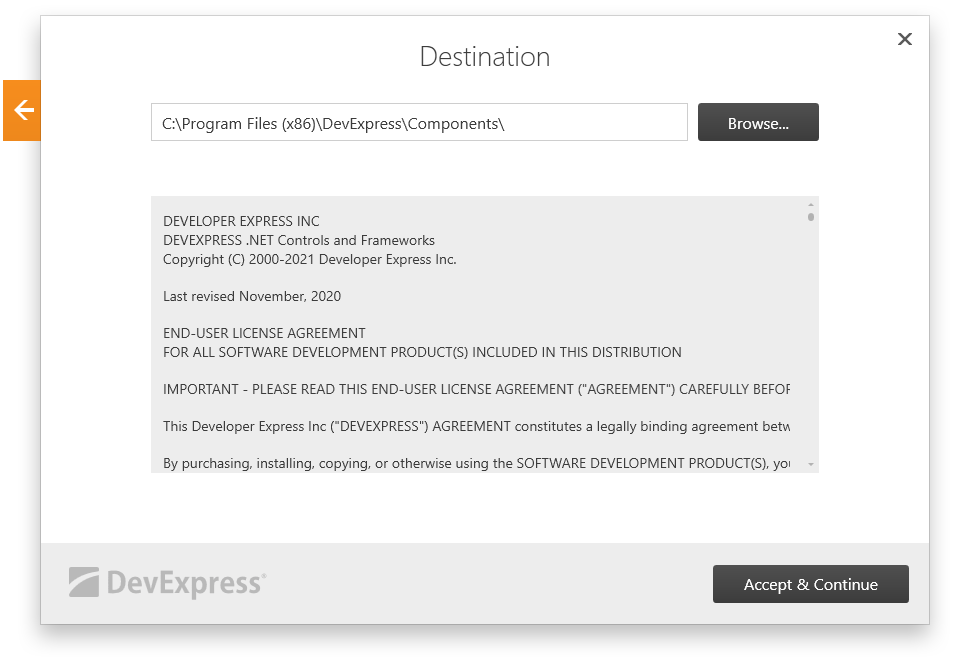 Destination
C:\Program Files (x86)\DevExpress\Components\
Browse...
DEVELOPER EXPRESS INC
DEVEXPRESS .NET Controls and Frameworks
Copyright (C) 2000-2021 Developer Express Inc.
Last revised November, 2020
END-USER LICENSE AGREEMENT
FOR ALL SOFTWARE DEVELOPMENT PRODUCT(S) INCLUDED IN THIS DISTRIBUTION
IMPORTANT - PLEASE READ THIS END-USER LICENSE AGREEMENT ("AGREEMENT") CAREFULLY
This Developer Express Inc ("DEVEXPRESS") AGREEMENT constitutes a legally binding agreement
By purchasing, installing, copying, or otherwise using the SOFTWARE DEVELOPMENT PRODUCT(S),
DevExpress®
Accept & Continue